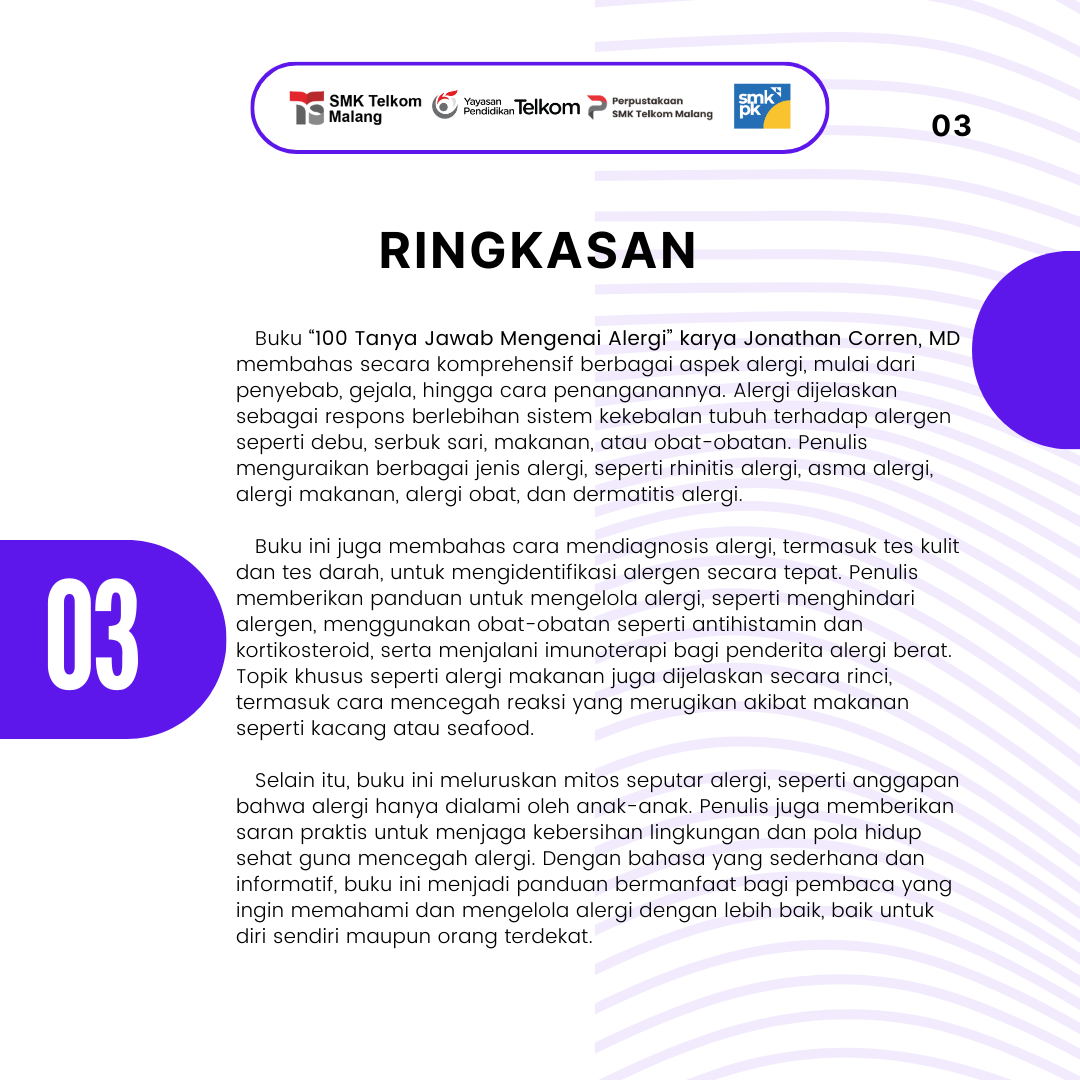 SMK Telkom
Malang
Yayasan
Pendidikan Telkom
Perpustakaan
SMK Telkom Malang
smk
pk
03
RINGKASAN
Buku “100 Tanya Jawab Mengenai Alergi” karya Jonathan Corren, MD
membahas secara komprehensif berbagai aspek alergi, mulai dari
penyebab, gejala, hingga cara penanganannya. Alergi dijelaskan
sebagai respons berlebihan sistem kekebalan tubuh terhadap alergen
seperti debu, serbuk sari, makanan, atau obat-obatan. Penulis
menguraikan berbagai jenis alergi, seperti rhinitis alergi, asma alergi,
alergi makanan, alergi obat, dan dermatitis alergi.
Buku ini juga membahas cara mendiagnosis alergi, termasuk tes kulit
dan tes darah, untuk mengidentifikasi alergen secara tepat. Penulis
memberikan panduan untuk mengelola alergi, seperti menghindari
alergen, menggunakan obat-obatan seperti antihistamin dan
kortikosteroid, serta menjalani imunoterapi bagi penderita alergi berat.
Topik khusus seperti alergi makanan juga dijelaskan secara rinci,
termasuk cara mencegah reaksi yang merugikan akibat makanan
seperti kacang atau seafood.
03
Selain itu, buku ini meluruskan mitos seputar alergi, seperti anggapan
bahwa alergi hanya dialami oleh anak-anak. Penulis juga memberikan
saran praktis untuk menjaga kebersihan lingkungan dan pola hidup
sehat guna mencegah alergi. Dengan bahasa yang sederhana dan
informatif, buku ini menjadi panduan bermanfaat bagi pembaca yang
ingin memahami dan mengelola alergi dengan lebih baik, baik untuk
diri sendiri maupun orang terdekat.